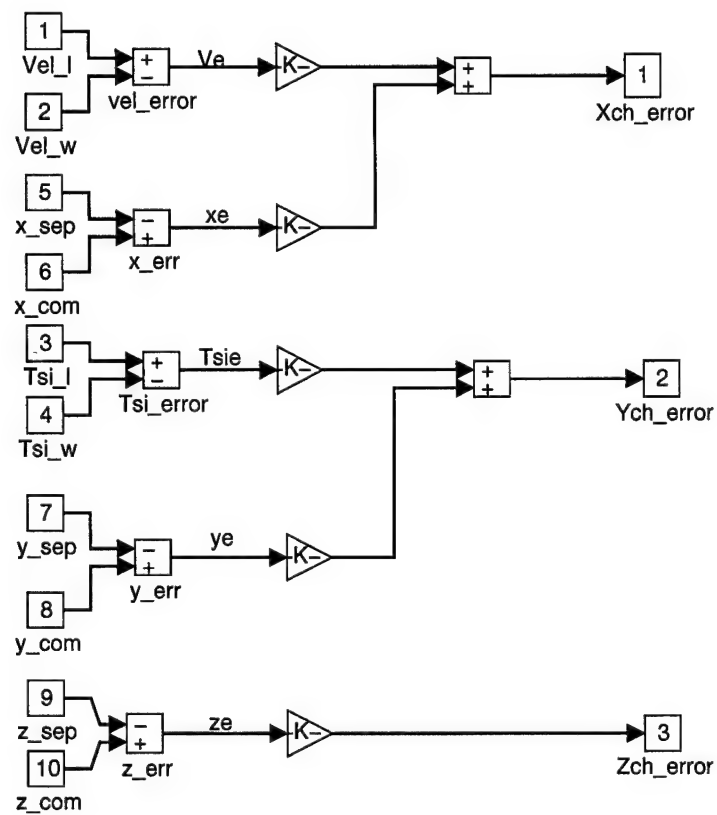 1
Vel_l
+
−
vel_error
Ve
K−
+
+
1
Xch_error
2
Vel_w
5
x_sep
−
+
x_err
xe
K−
6
x_com
3
Tsi_l
+
−
Tsi_error
Tsie
K−
+
+
2
Ych_error
4
Tsi_w
7
y_sep
−
+
y_err
ye
K−
8
y_com
9
z_sep
−
+
z_err
ze
K−
3
Zch_error
10
z_com